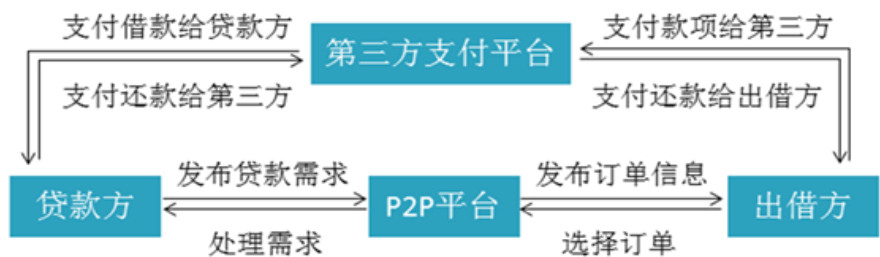 支付借款给贷款方
支付款项给第三方
第三方支付平台
支付还款给第三方
支付还款给出借方
发布贷款需求
发布订单信息
贷款方
P2P平台
出借方
处理需求
选择订单